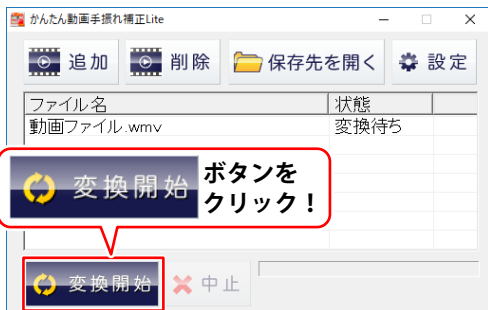 かんたん動画手振れ補正Lite
追加 削除 保存先を開く 設定
ファイル名 状態
動画ファイル.wmv 変換待ち
変換開始 ボタンを
クリック!
変換開始 中止